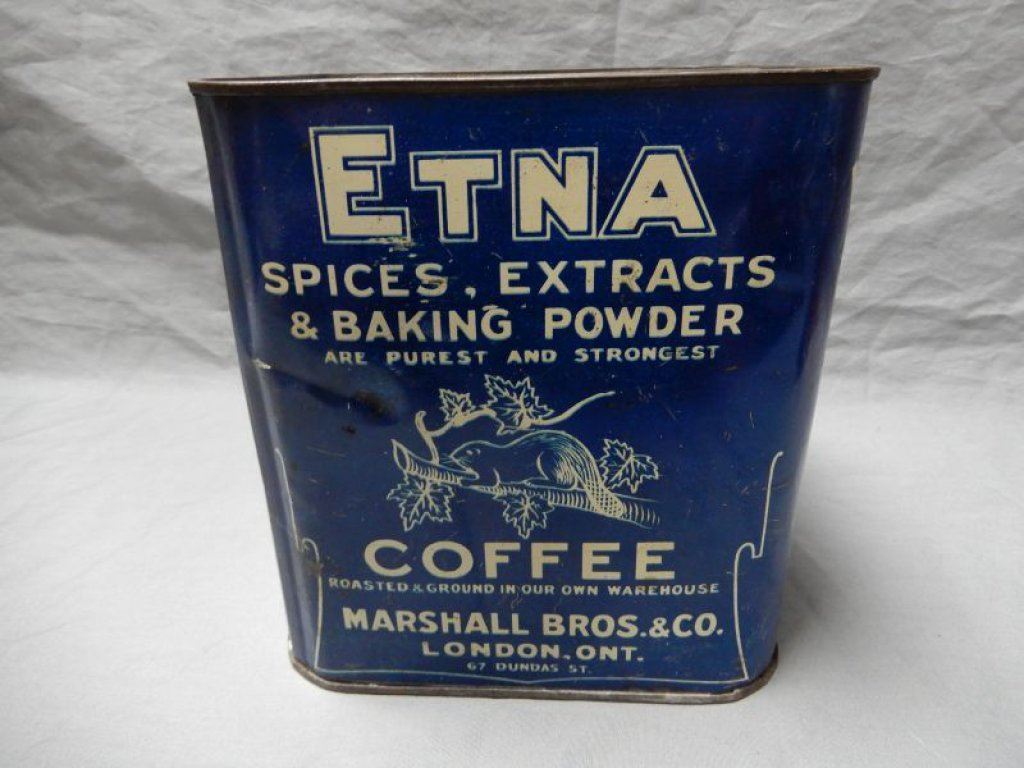 ETNA
SPICES, EXTRACTS
& BAKING POWDER
ARE PUREST AND STRONGEST
COFFEE
ROASTED & GROUND IN OUR OWN WAREHOUSE
MARSHALL BROS. & CO.
LONDON, ONT.
67 DUNDAS ST.